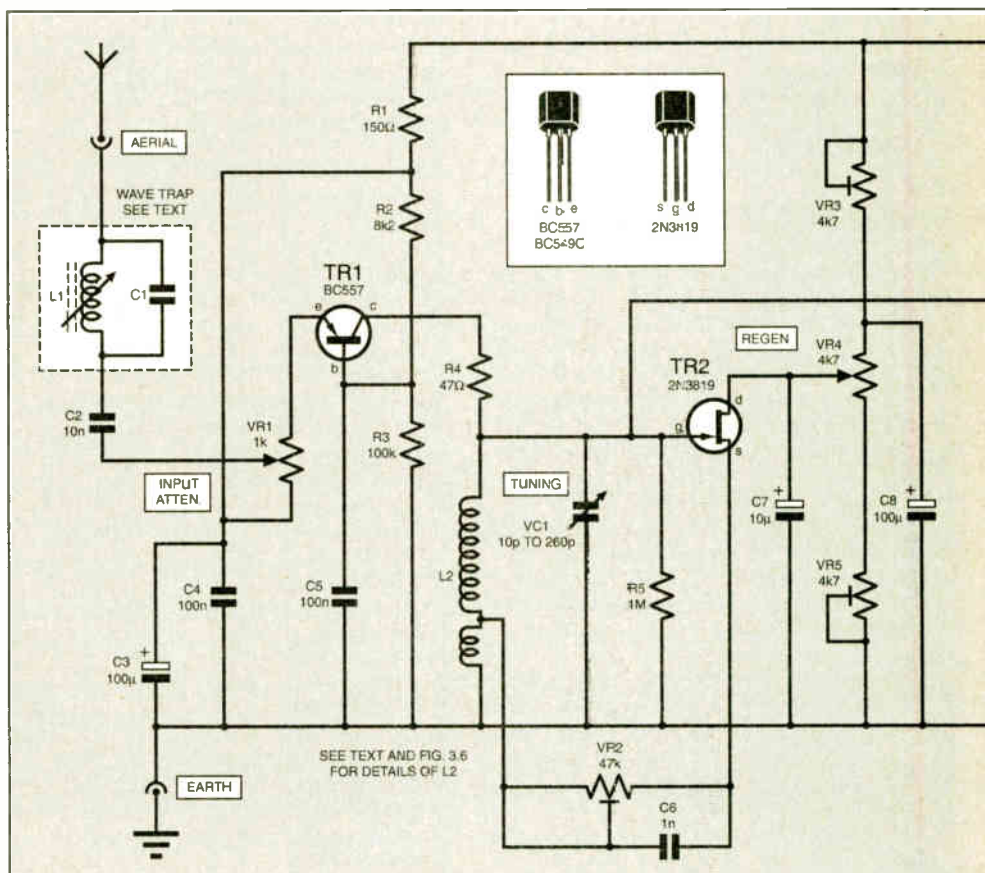 AERIAL
WAVE TRAP
SEE TEXT
L1
C1
C2
10n
INPUT
ATTEN.
VR1
1k
R1
150Ω
R2
8k2
TR1
BC557
e
c
b
R3
100k
R4
47Ω
c b e
BC557
BC549C
s g d
2N3819
VR3
4k7
REGEN
VR4
4k7
TR2
2N3819
d
g
s
TUNING
VC1
10p TO 260p
L2
C3
100µ
+
C4
100n
C5
100n
R5
1M
C7
10µ
+
C8
100µ
+
VR5
4k7
EARTH
SEE TEXT AND FIG. 3.6
FOR DETAILS OF L2
VR2
47k
C6
1n